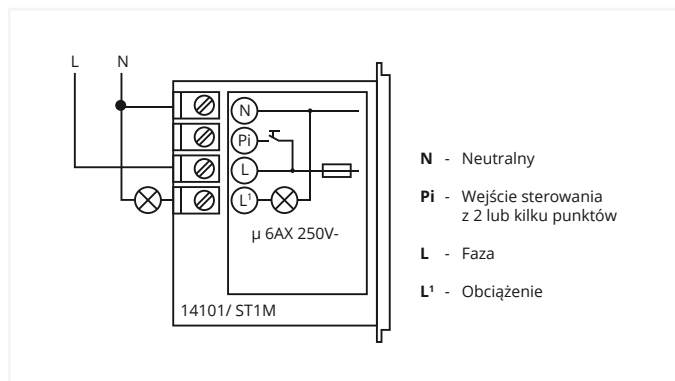 L N
N
Pi
L
L¹
µ 6AX 250V-
14101/ ST1M
N - Neutralny
Pi - Wejście sterowania
z 2 lub kilku punktów
L - Faza
L¹ - Obciążenie